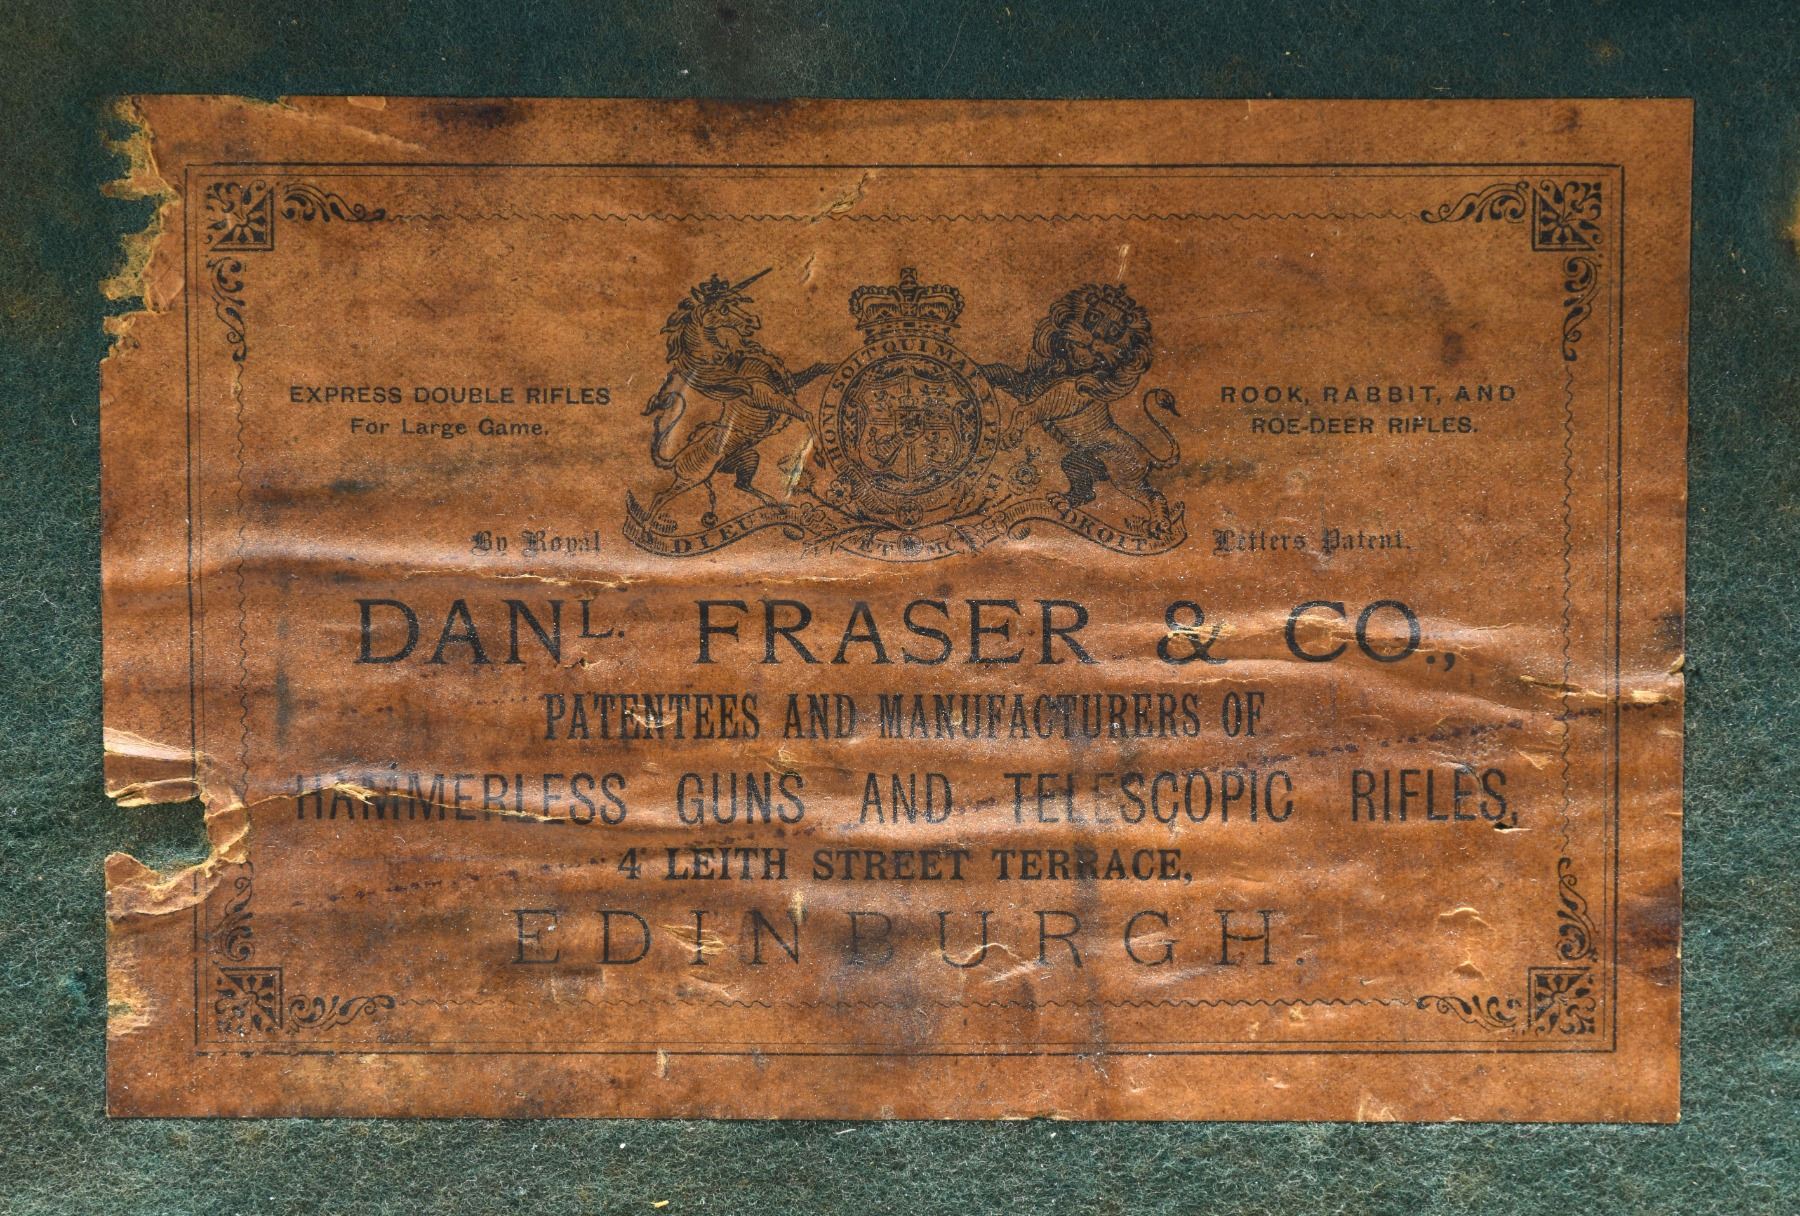 HONI SOIT QUI MAL Y PENSE
EXPRESS DOUBLE RIFLES
For Large Game.
ROOK, RABBIT, AND
ROE-DEER RIFLES.
DIEU ET MON DROIT
By Royal Letters Patent.
DANL. FRASER & CO.,
PATENTEES AND MANUFACTURERS OF
HAMMERLESS GUNS AND TELESCOPIC RIFLES,
4 LEITH STREET TERRACE,
EDINBURGH.